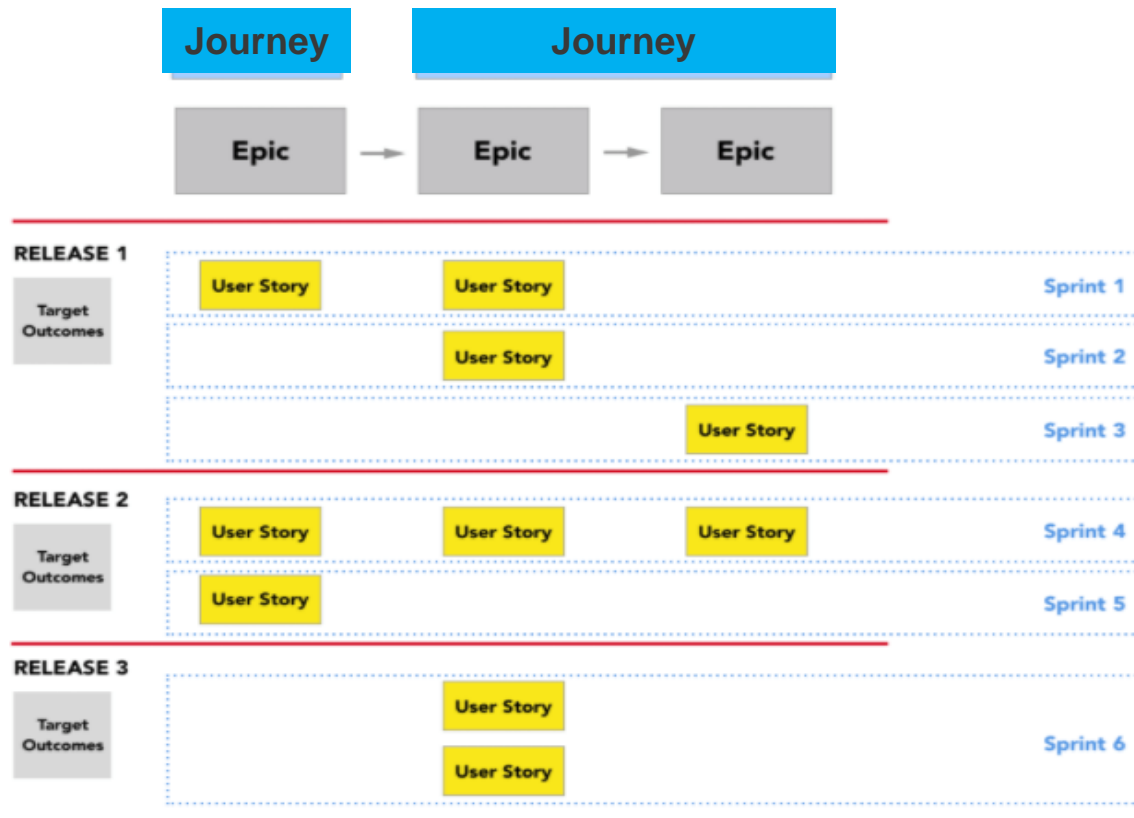 Journey Journey
Epic Epic Epic
RELEASE 1
User Story User Story Sprint 1
Target
Outcomes
User Story Sprint 2
User Story Sprint 3
RELEASE 2
User Story User Story User Story Sprint 4
Target
Outcomes
User Story Sprint 5
RELEASE 3
User Story
Target
Outcomes
Sprint 6
User Story